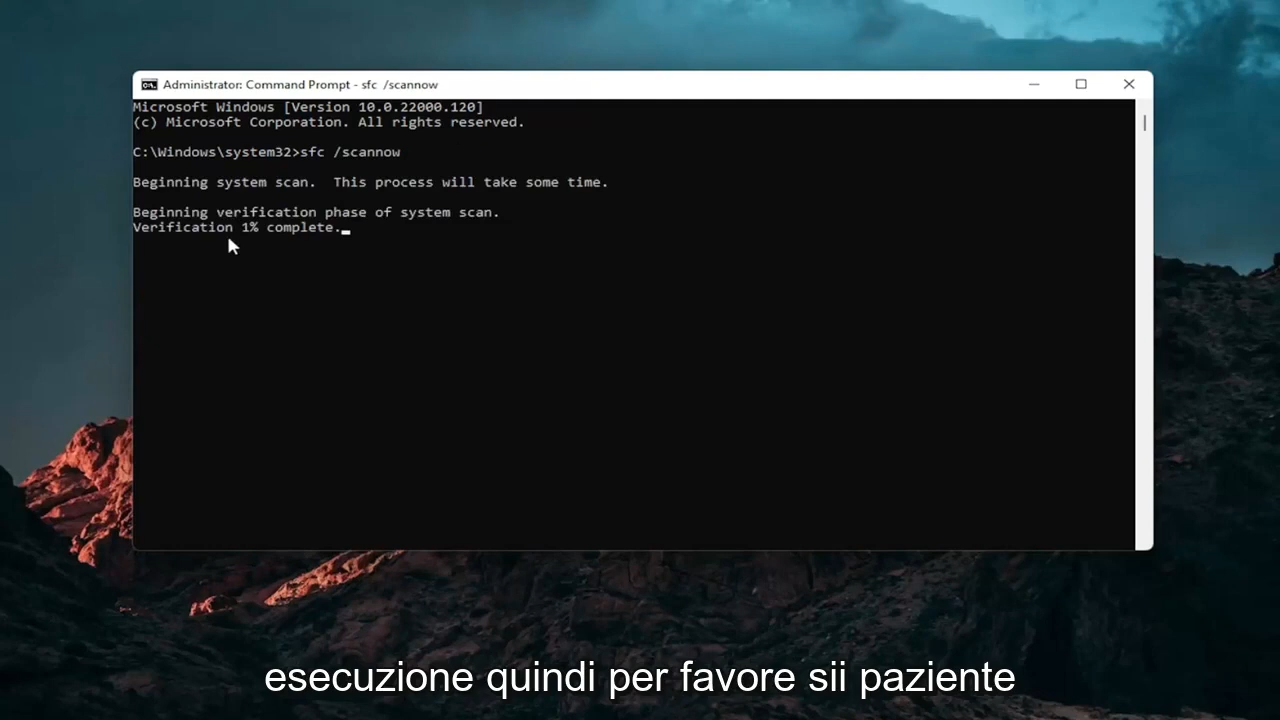 Administrator: Command Prompt - sfc /scannow
Microsoft Windows [Version 10.0.22000.120]
(c) Microsoft Corporation. All rights reserved.
C:\Windows\system32>sfc /scannow
Beginning system scan.  This process will take some time.
Beginning verification phase of system scan.
Verification 1% complete.
esecuzione quindi per favore sii paziente